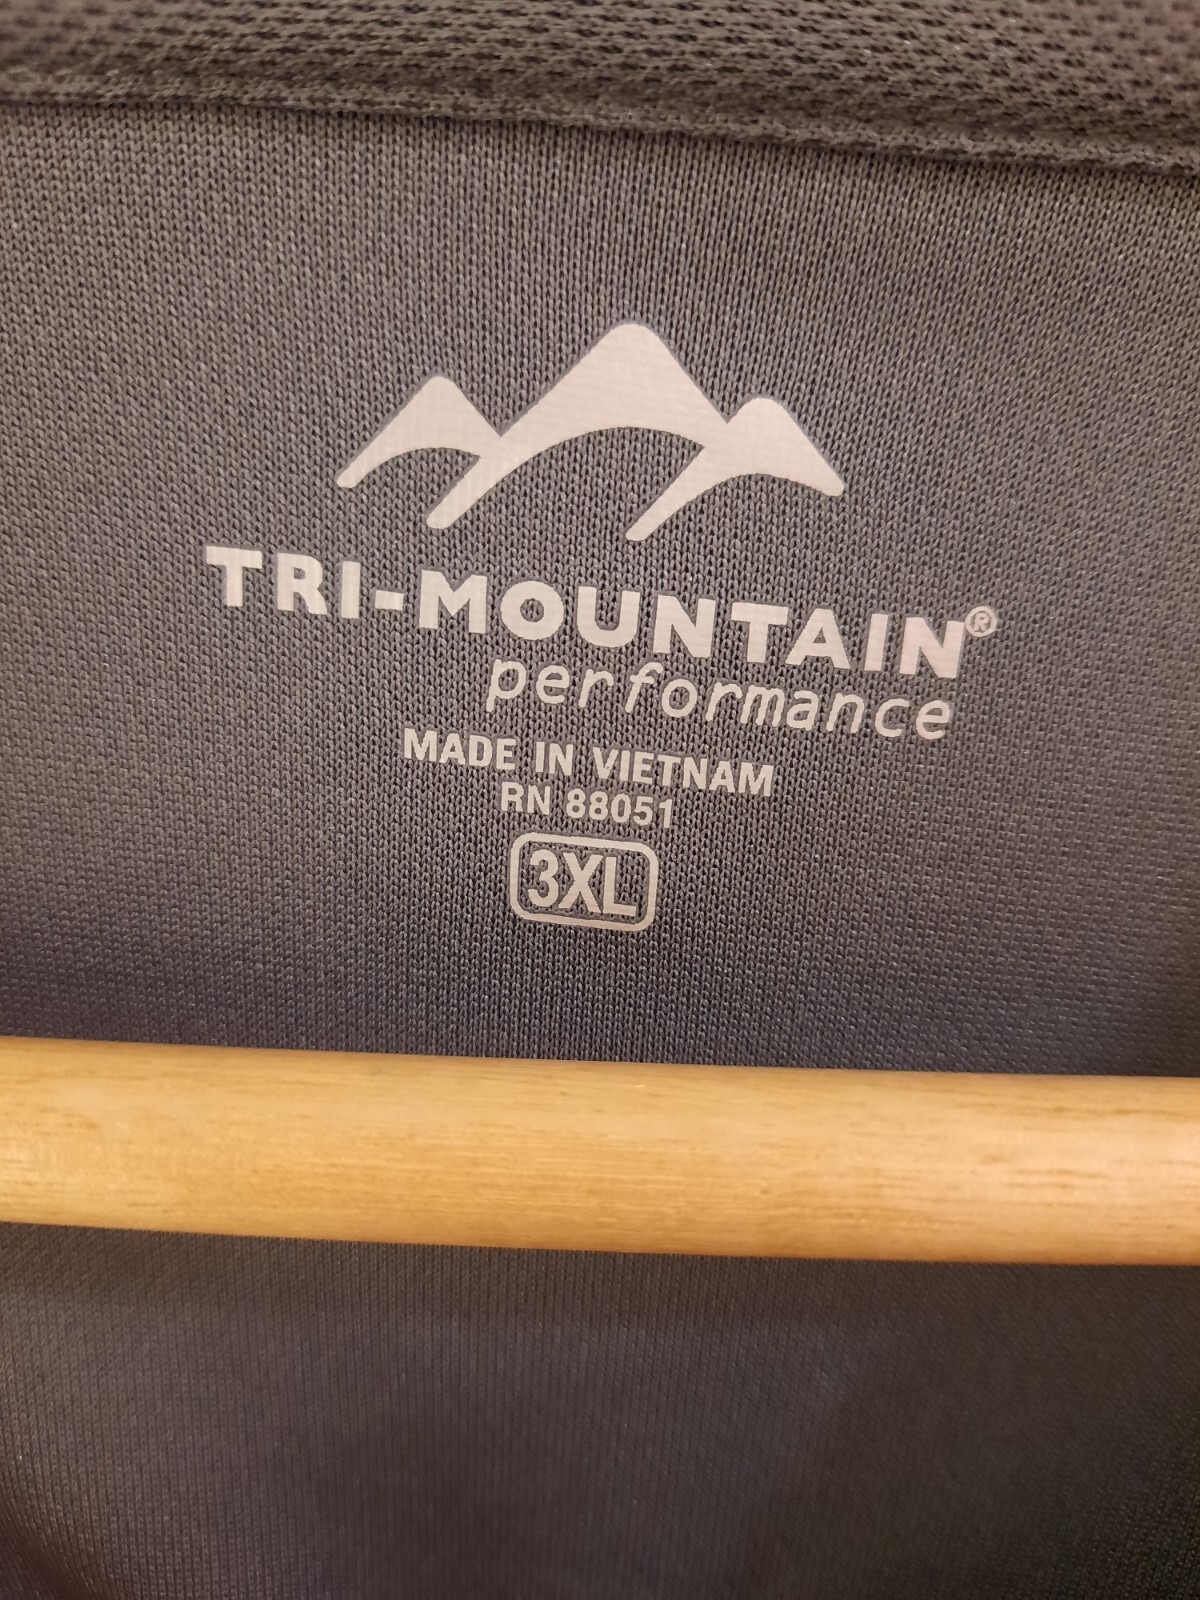 TRI-MOUNTAIN®
performance
MADE IN VIETNAM
RN 88051
3XL